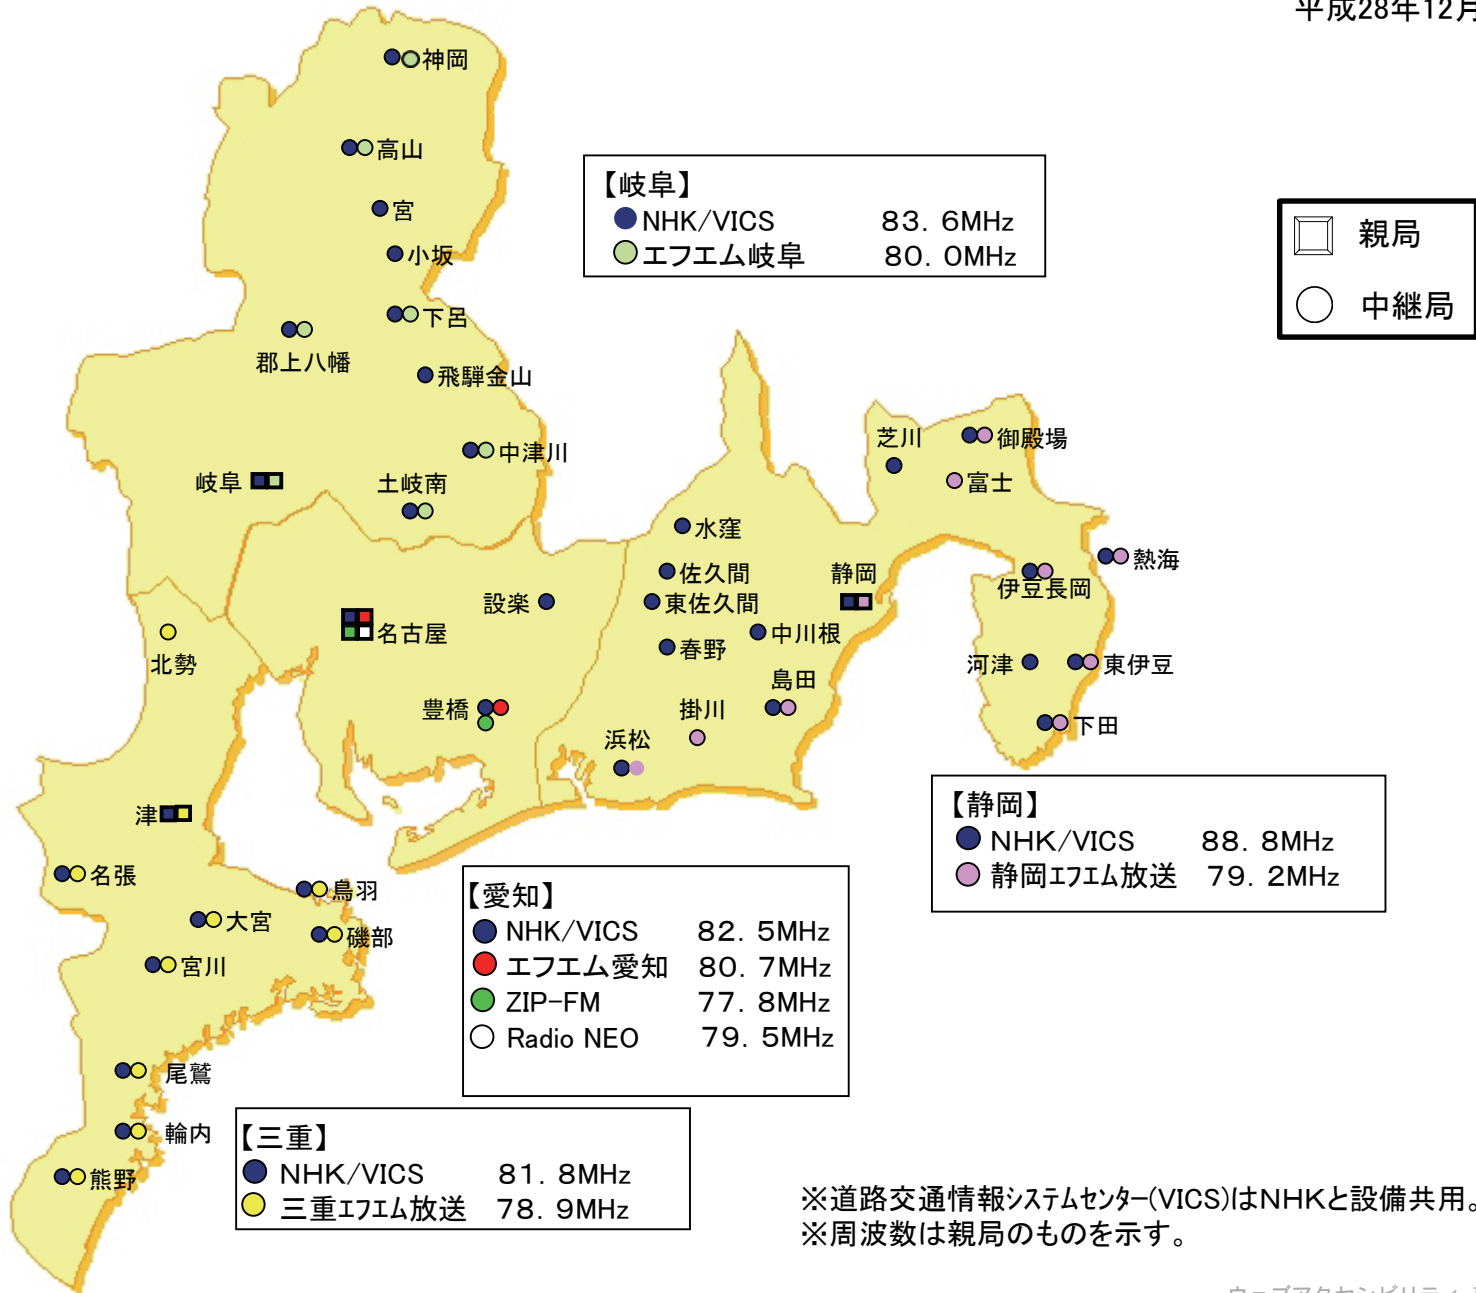 平成28年12月
神岡
高山
宮
小坂
下呂
郡上八幡
飛騨金山
中津川
岐阜
土岐南
【岐阜】
NHK/VICS 83.6MHz
エフエム岐阜 80.0MHz
親局
中継局
芝川
御殿場
富士
水窪
佐久間
静岡
熱海
伊豆長岡
設楽
東佐久間
中川根
名古屋
北勢
春野
河津
東伊豆
島田
豊橋
掛川
下田
浜松
津
【静岡】
NHK/VICS 88.8MHz
静岡エフエム放送 79.2MHz
名張
鳥羽
大宮
磯部
宮川
【愛知】
NHK/VICS 82.5MHz
エフエム愛知 80.7MHz
ZIP-FM 77.8MHz
Radio NEO 79.5MHz
尾鷲
輪内
熊野
【三重】
NHK/VICS 81.8MHz
三重エフエム放送 78.9MHz
※道路交通情報システムセンター(VICS)はNHKと設備共用。
※周波数は親局のものを示す。